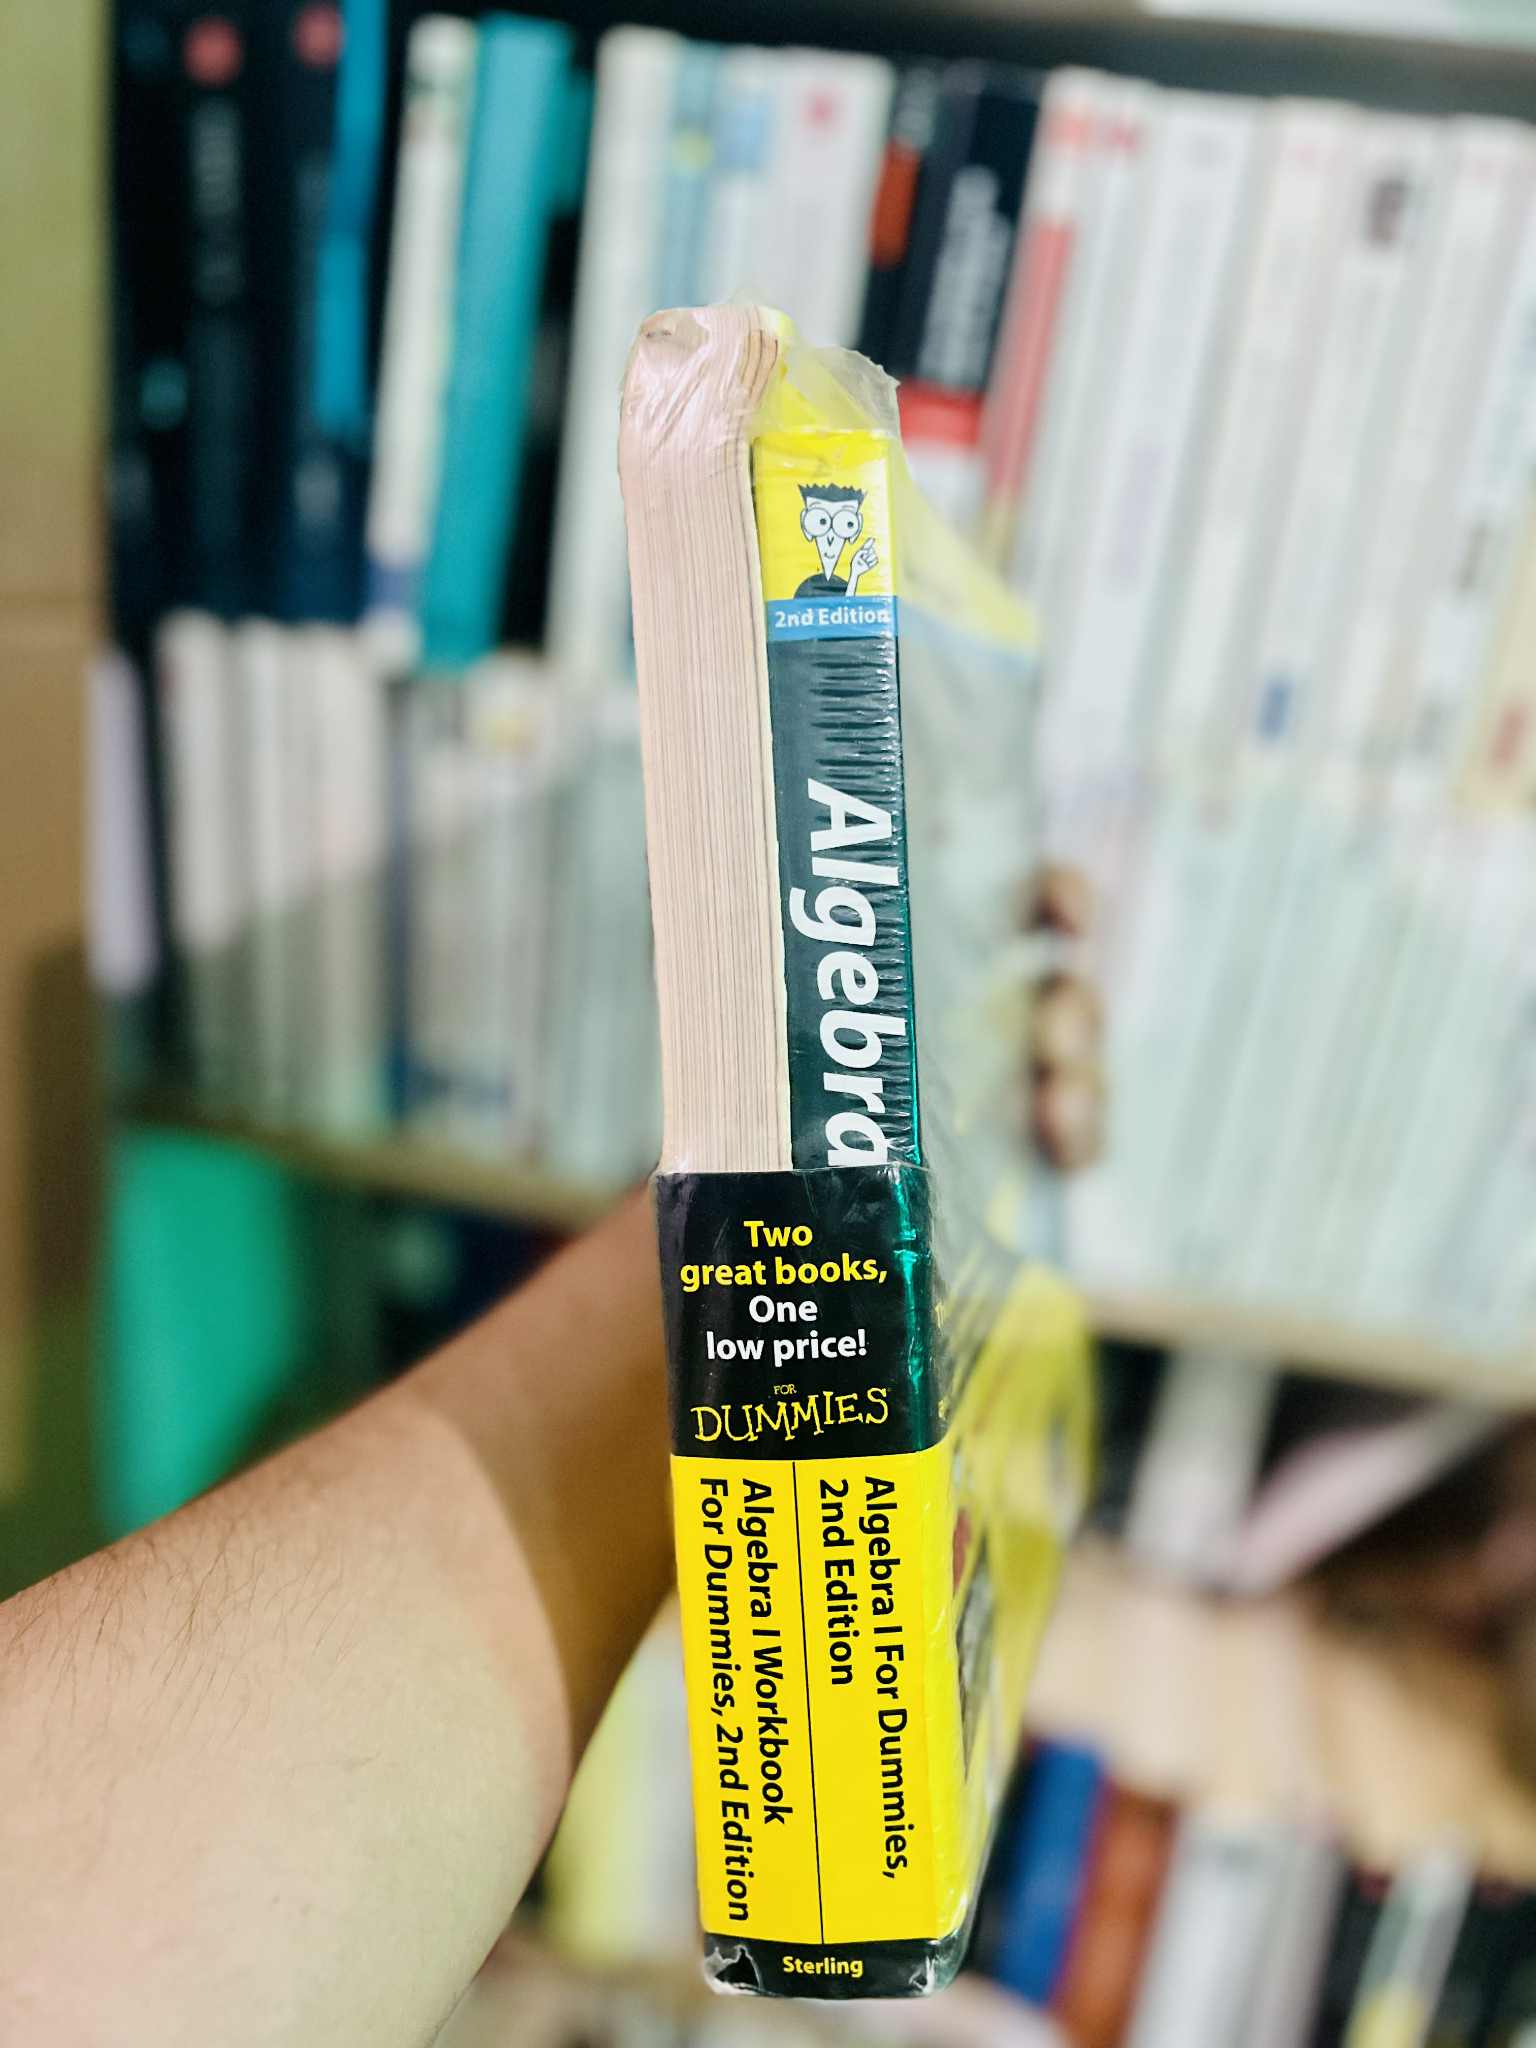 2nd Edition
Algebra
Two
great books,
One
low price!
FOR
DUMMIES
Algebra I For Dummies,
2nd Edition
Algebra I Workbook
For Dummies, 2nd Edition
Sterling